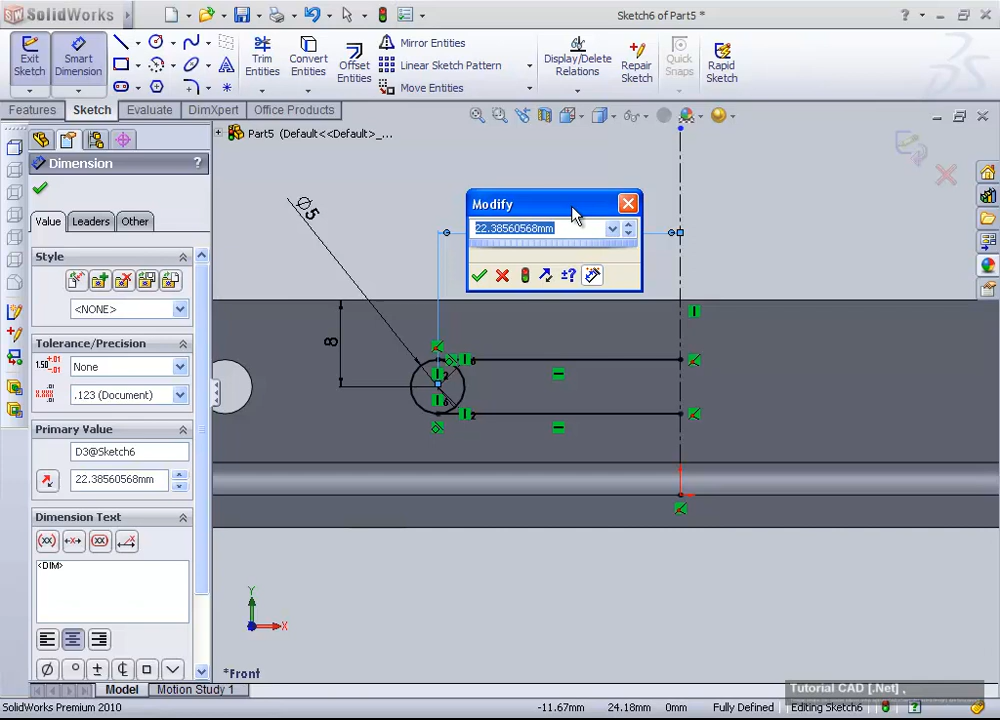 SolidWorks
Sketch6 of Part5 *
Exit Sketch
Smart Dimension
Trim Entities
Convert Entities
Offset Entities
Mirror Entities
Linear Sketch Pattern
Move Entities
Display/Delete Relations
Repair Sketch
Quick Snaps
Rapid Sketch
Features
Sketch
Evaluate
DimXpert
Office Products
Part5 (Default<<Default>_...
Dimension
?
Value
Leaders
Other
Style
<NONE>
Tolerance/Precision
None
.123 (Document)
Primary Value
D3@Sketch6
22.38560568mm
Dimension Text
<DIM>
Modify
22.38560568mm
±?
Ø5
8
Y
X
*Front
Model
Motion Study 1
Tutorial CAD [.Net] ,
SolidWorks Premium 2010
-11.67mm
24.18mm
0mm
Fully Defined
Editing Sketch6